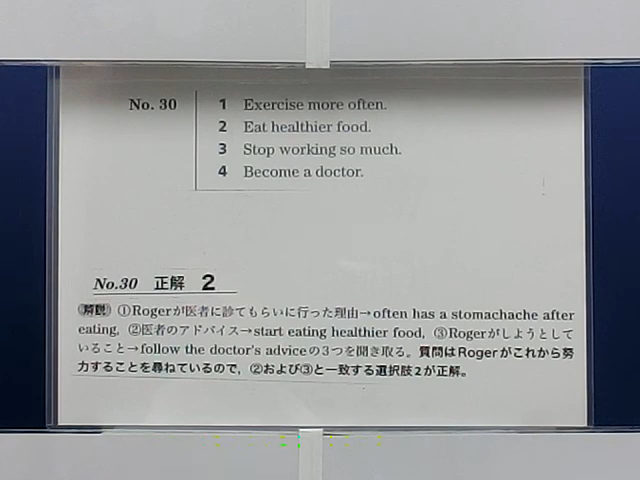 No. 30 1 Exercise more often.
2 Eat healthier food.
3 Stop working so much.
4 Become a doctor.
No.30 正解 2
解説 ①Rogerが医者に診てもらいに行った理由→often has a stomachache after
eating, ②医者のアドバイス→start eating healthier food, ③Rogerがしようとして
いること→follow the doctor's adviceの3つを聞き取る。質問はRogerがこれから努
力することを尋ねているので，②および③と一致する選択肢2が正解。